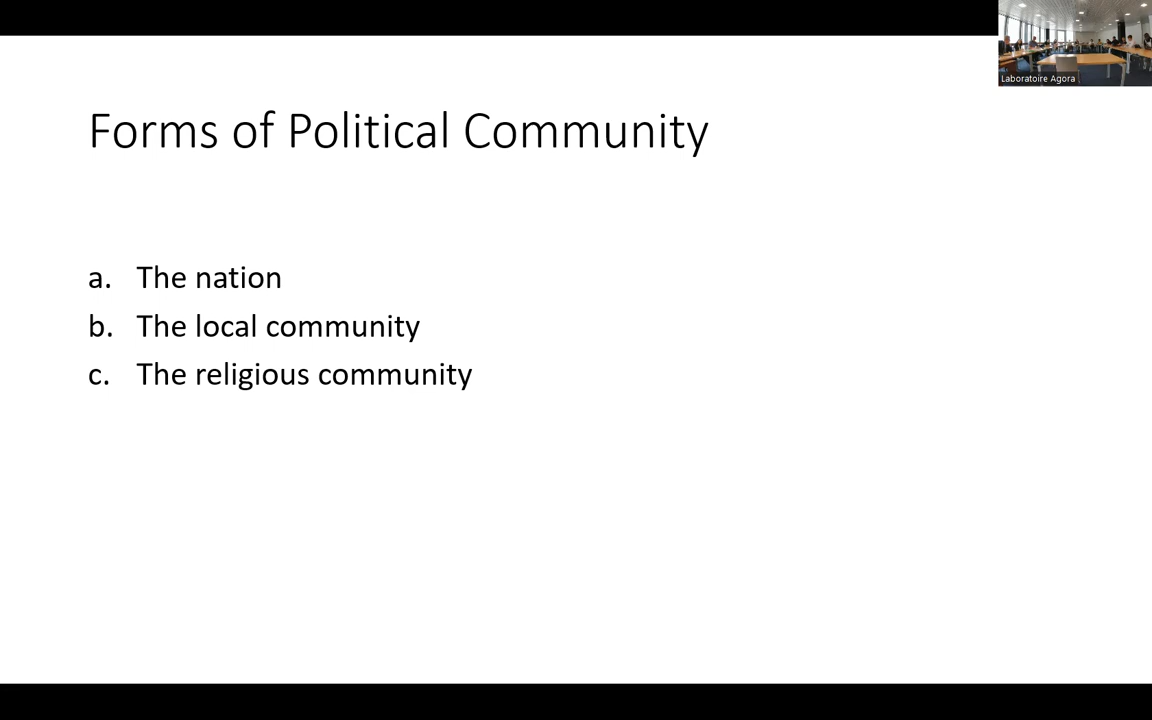 Laboratoire Agora
Forms of Political Community
a. The nation
b. The local community
c. The religious community